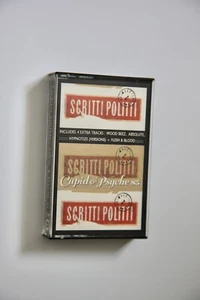 SCRITTI POLITTI
INCLUDES 4 EXTRA TRACKS: WOOD BEEZ, ABSOLUTE,
HYPNOTIZE (VERSIONS) + FLESH & BLOOD
SCRITTI POLITTI
Cupid & Psyche 85
SCRITTI POLITTI